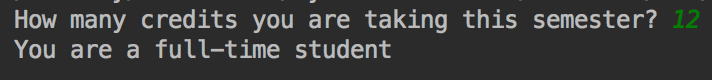 How many credits you are taking this semester? 12
You are a full-time student